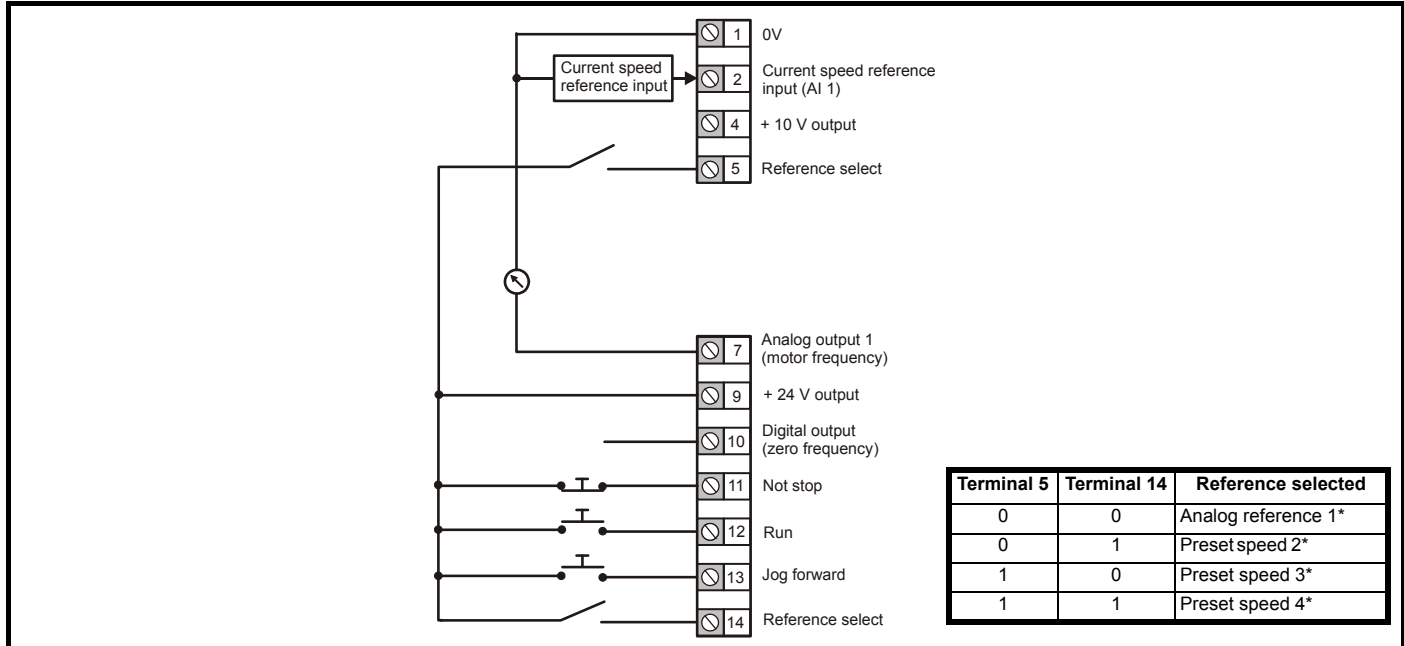 1 0V
Current speed
reference input
2 Current speed reference
input (AI 1)
4 + 10 V output
5 Reference select
7 Analog output 1
(motor frequency)
9 + 24 V output
10 Digital output
(zero frequency)
11 Not stop
12 Run
13 Jog forward
14 Reference select
Terminal 5 Terminal 14 Reference selected
0 0 Analog reference 1*
0 1 Preset speed 2*
1 0 Preset speed 3*
1 1 Preset speed 4*